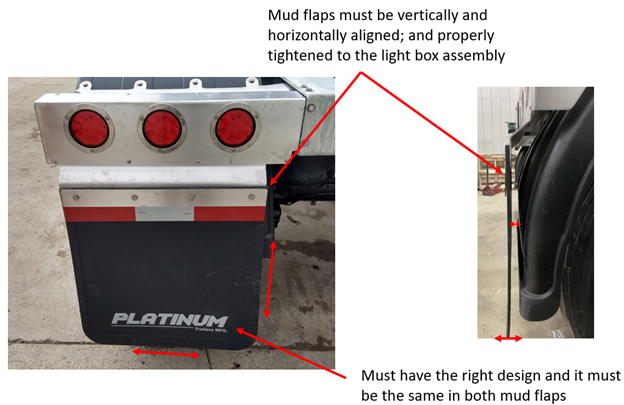 Mud flaps must be vertically and
horizontally aligned; and properly
tightened to the light box assembly
PLATINUM
Trailers MFG.
Must have the right design and it must
be the same in both mud flaps